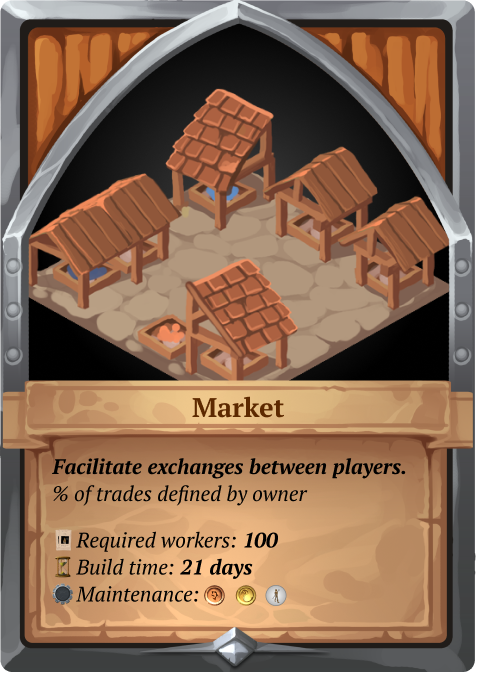 Market
Facilitate exchanges between players.
% of trades defined by owner
Required workers: 100
Build time: 21 days
Maintenance: